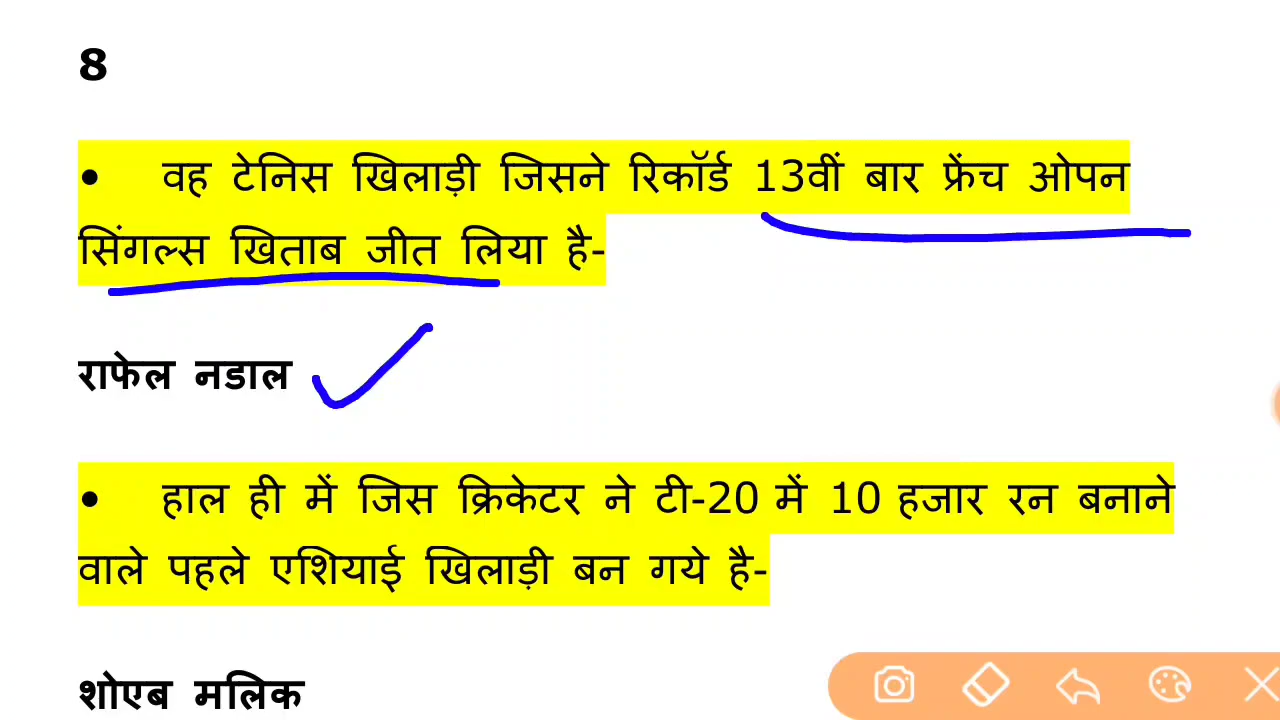 8
• वह टेनिस खिलाड़ी जिसने रिकॉर्ड 13वीं बार फ्रेंच ओपन
सिंगल्स खिताब जीत लिया है-
राफेल नडाल
• हाल ही में जिस क्रिकेटर ने टी-20 में 10 हजार रन बनाने
वाले पहले एशियाई खिलाड़ी बन गये है-
शोएब मलिक